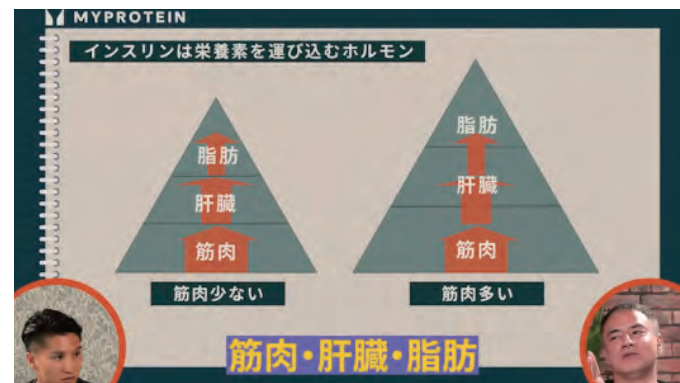 MYPROTEIN
インスリンは栄養素を運び込むホルモン
脂肪
肝臓
筋肉
筋肉少ない
脂肪
肝臓
筋肉
筋肉多い
筋肉・肝臓・脂肪